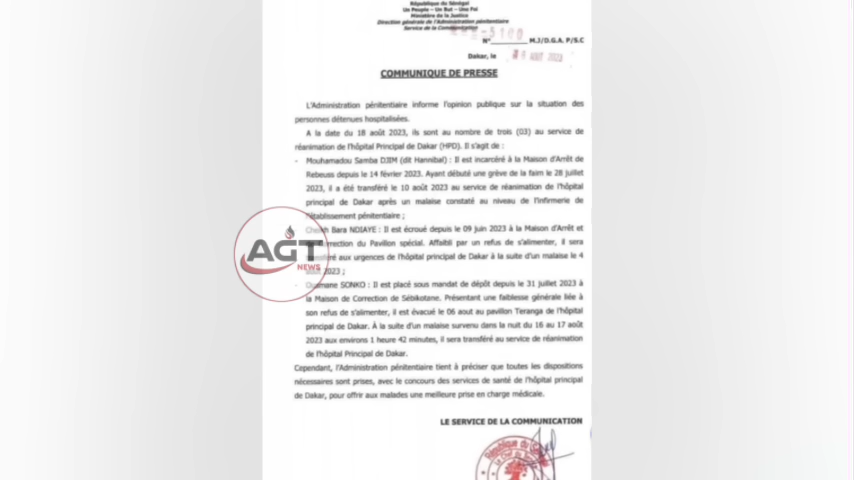 République du Sénégal
Un Peuple – Un But – Une Foi
Ministère de la Justice
Direction générale de l'Administration pénitentiaire
Service de la Communication
N° M.J/D.G.A. P/S.C
Dakar, le AOUT 2023
COMMUNIQUE DE PRESSE
L'Administration pénitentiaire informe l'opinion publique sur la situation des
personnes détenues hospitalisées.
A la date du 18 août 2023, ils sont au nombre de trois (03) au service de
réanimation de l'hôpital Principal de Dakar (HPD). Il s'agit de :
- Mouhamadou Samba DJIM (dit Hannibal) : Il est incarcéré à la Maison d'Arrêt de
Rebeuss depuis le 14 février 2023. Ayant débuté une grève de la faim le 28 juillet
2023, il a été transféré le 10 août 2023 au service de réanimation de l'hôpital
principal de Dakar après un malaise constaté au niveau de l'infirmerie de
l'établissement pénitentiaire ;
- Cheikh Bara NDIAYE : Il est écroué depuis le 09 juin 2023 à la Maison d'Arrêt et
de Correction du Pavillon spécial. Affaibli par un refus de s'alimenter, il sera
transféré aux urgences de l'hôpital principal de Dakar à la suite d'un malaise le 4
août 2023 ;
- Ousmane SONKO : Il est placé sous mandat de dépôt depuis le 31 juillet 2023 à
la Maison de Correction de Sébikotane. Présentant une faiblesse générale liée à
son refus de s'alimenter, il est évacué le 06 aout au pavillon Teranga de l'hôpital
principal de Dakar. À la suite d'un malaise survenu dans la nuit du 16 au 17 août
2023 aux environs 1 heure 42 minutes, il sera transféré au service de réanimation
de l'hôpital Principal de Dakar.
Cependant, l'Administration pénitentiaire tient à préciser que toutes les dispositions
nécessaires sont prises, avec le concours des services de santé de l'hôpital principal
de Dakar, pour offrir aux malades une meilleure prise en charge médicale.
LE SERVICE DE LA COMMUNICATION
République du
AGT
NEWS